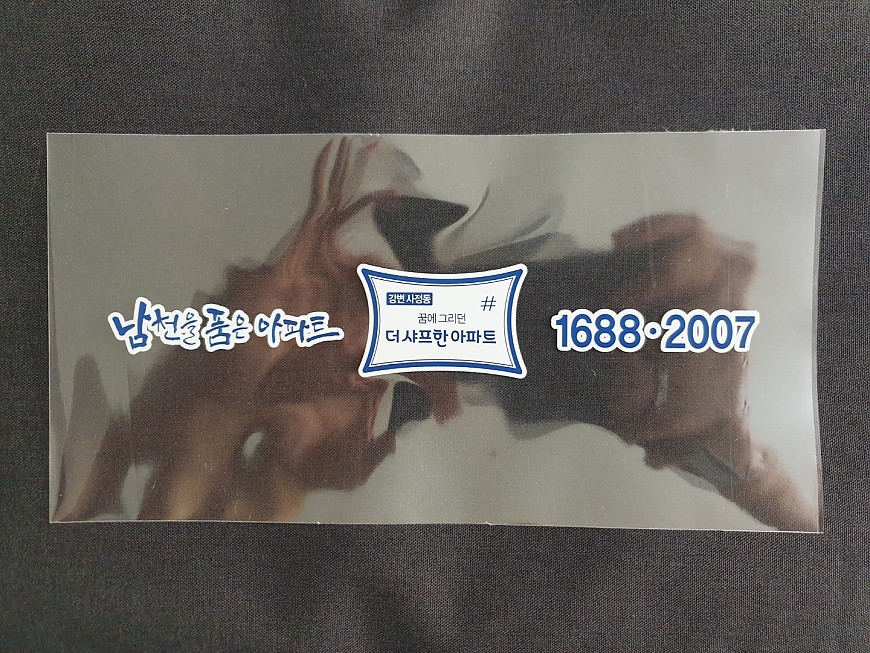 남천을 품은 아파트
강변 사정동
#
꿈에 그리던
더샤프한아파트
1688·2007